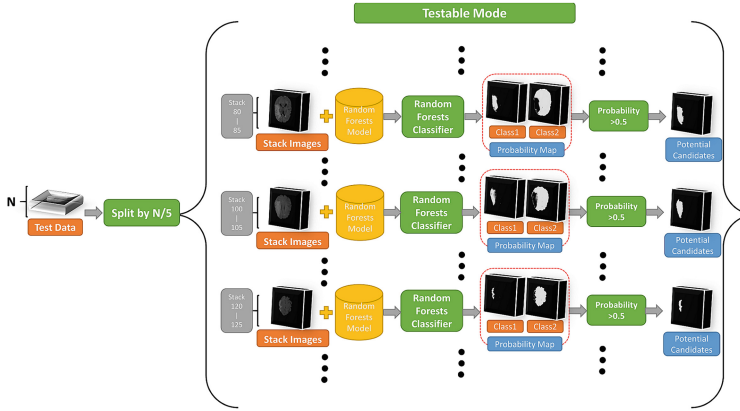 Testable Mode
Stack
80
|
85
Stack Images
Random
Forests
Model
Random
Forests
Classifier
Class1
Class2
Probability Map
Probability
>0.5
Potential
Candidates
N
Test Data
Split by N/5
Stack
100
|
105
Stack Images
Random
Forests
Model
Random
Forests
Classifier
Class1
Class2
Probability Map
Probability
>0.5
Potential
Candidates
Stack
120
|
125
Stack Images
Random
Forests
Model
Random
Forests
Classifier
Class1
Class2
Probability Map
Probability
>0.5
Potential
Candidates